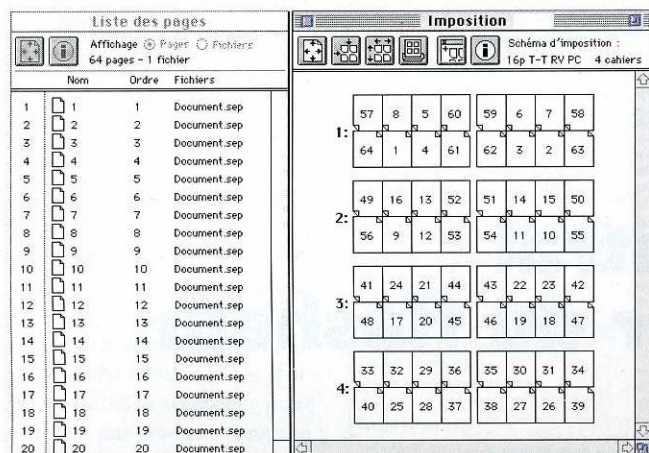 Liste des pages
Affichage Pages Fichiers
64 pages - 1 fichier
Nom Ordre Fichiers
1 1 1 Document.sep
2 2 2 Document.sep
3 3 3 Document.sep
4 4 4 Document.sep
5 5 5 Document.sep
6 6 6 Document.sep
7 7 7 Document.sep
8 8 8 Document.sep
9 9 9 Document.sep
10 10 10 Document.sep
11 11 11 Document.sep
12 12 12 Document.sep
13 13 13 Document.sep
14 14 14 Document.sep
15 15 15 Document.sep
16 16 16 Document.sep
17 17 17 Document.sep
18 18 18 Document.sep
19 19 19 Document.sep
20 20 20 Document.sep
Imposition
Schéma d'imposition :
16p T-T RV PC 4 cahiers
1:
57 8 5 60 59 6 7 58
64 1 4 61 62 3 2 63
2:
49 16 13 52 51 14 15 50
56 9 12 53 54 11 10 55
3:
41 24 21 44 43 22 23 42
48 17 20 45 46 19 18 47
4:
33 32 29 36 35 30 31 34
40 25 28 37 38 27 26 39